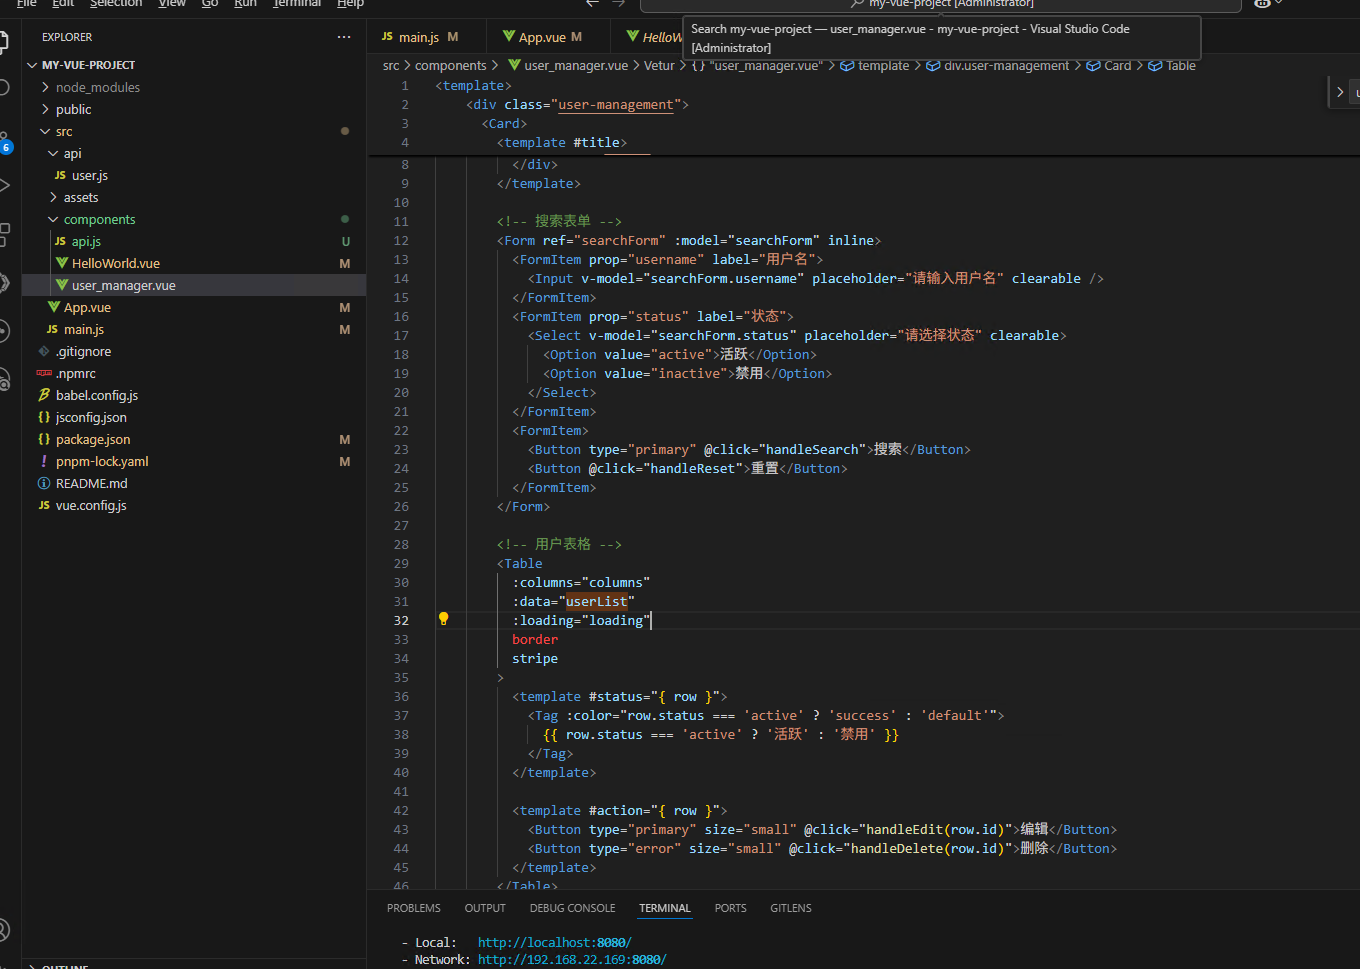 File Edit Selection View Go Run Terminal Help
my-vue-project [Administrator]
Search my-vue-project — user_manager.vue - my-vue-project - Visual Studio Code
[Administrator]
EXPLORER
JS main.js M
App.vue M
HelloW
src > components > user_manager.vue > Vetur > {} "user_manager.vue" > template > div.user-management > Card > Table
MY-VUE-PROJECT
node_modules
public
src
api
JS user.js
assets
components
JS api.js U
HelloWorld.vue M
user_manager.vue
App.vue M
JS main.js M
.gitignore
.npmrc
babel.config.js
{} jsconfig.json
{} package.json M
! pnpm-lock.yaml M
README.md
JS vue.config.js
6
OUTLINE
1 <template>
2 <div class="user-management">
3 <Card>
4 <template #title>
8 </div>
9 </template>
10
11 <!-- 搜索表单 -->
12 <Form ref="searchForm" :model="searchForm" inline>
13 <FormItem prop="username" label="用户名">
14 <Input v-model="searchForm.username" placeholder="请输入用户名" clearable />
15 </FormItem>
16 <FormItem prop="status" label="状态">
17 <Select v-model="searchForm.status" placeholder="请选择状态" clearable>
18 <Option value="active">活跃</Option>
19 <Option value="inactive">禁用</Option>
20 </Select>
21 </FormItem>
22 <FormItem>
23 <Button type="primary" @click="handleSearch">搜索</Button>
24 <Button @click="handleReset">重置</Button>
25 </FormItem>
26 </Form>
27
28 <!-- 用户表格 -->
29 <Table
30 :columns="columns"
31 :data="userList"
32 :loading="loading"
33 border
34 stripe
35 >
36 <template #status="{ row }">
37 <Tag :color="row.status === 'active' ? 'success' : 'default'">
38 {{ row.status === 'active' ? '活跃' : '禁用' }}
39 </Tag>
40 </template>
41
42 <template #action="{ row }">
43 <Button type="primary" size="small" @click="handleEdit(row.id)">编辑</Button>
44 <Button type="error" size="small" @click="handleDelete(row.id)">删除</Button>
45 </template>
46 </Table>
PROBLEMS OUTPUT DEBUG CONSOLE TERMINAL PORTS GITLENS
- Local: http://localhost:8080/
- Network: http://192.168.22.169:8080/